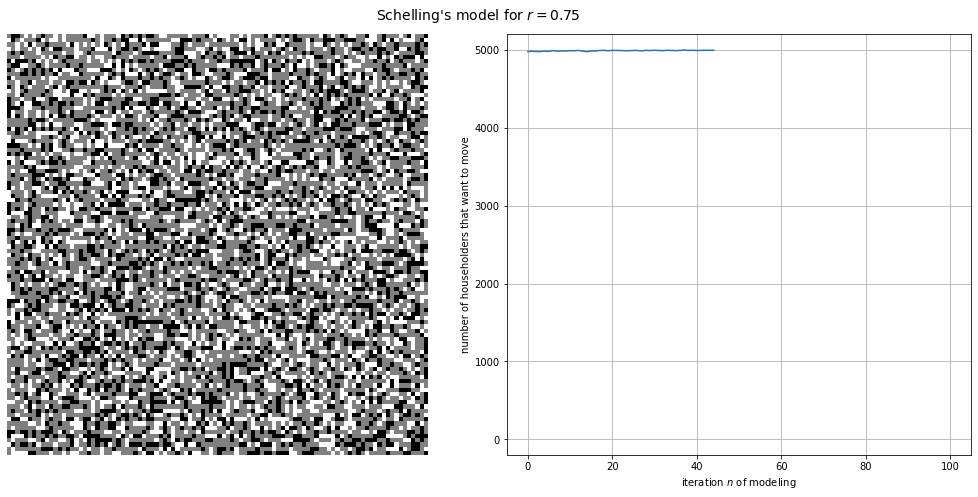 Schelling's model for r = 0.75
number of householders that want to move
5000
4000
3000
2000
1000
0
0 20 40 60 80 100
iteration n of modeling